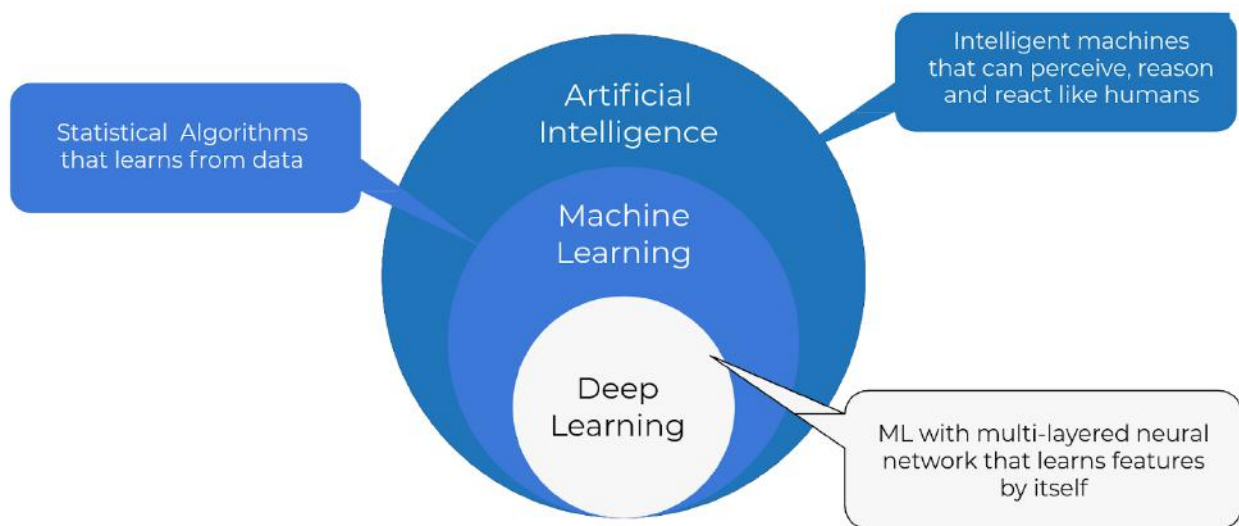 Intelligent machines
that can perceive, reason
and react like humans
Artificial
Intelligence
Statistical Algorithms
that learns from data
Machine
Learning
Deep
Learning
ML with multi-layered neural
network that learns features
by itself